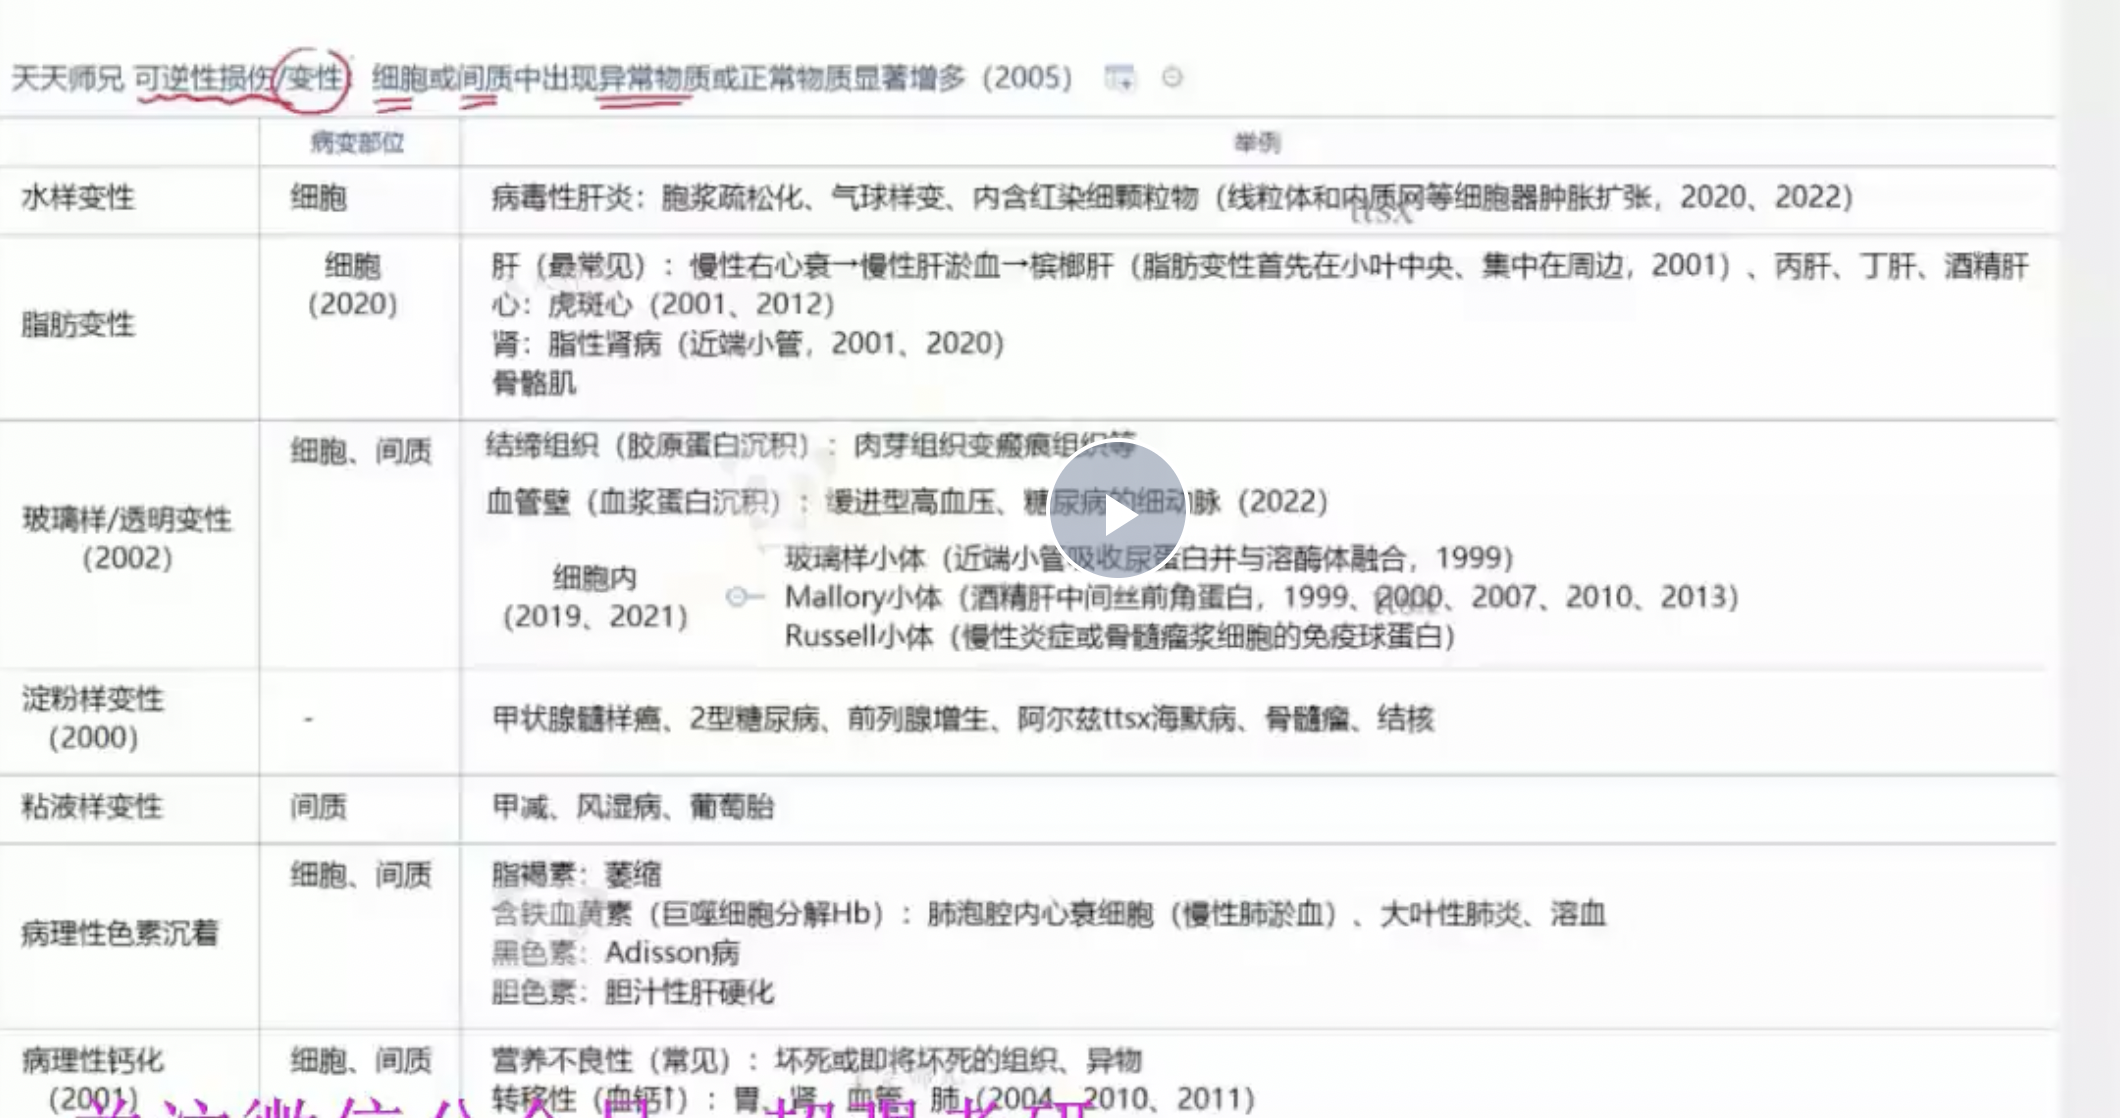 天天师兄 可逆性损伤/变性：细胞或间质中出现异常物质或正常物质显著增多（2005）
病变部位 举例
水样变性 细胞 病毒性肝炎：胞浆疏松化、气球样变、内含红染细颗粒物（线粒体和内质网等细胞器肿胀扩张，2020、2022）
ttsx
脂肪变性 细胞（2020）
肝（最常见）：慢性右心衰→慢性肝淤血→槟榔肝（脂肪变性首先在小叶中央、集中在周边，2001）、丙肝、丁肝、酒精肝
心：虎斑心（2001、2012）
肾：脂性肾病（近端小管，2001、2020）
骨骼肌
玻璃样/透明变性（2002） 细胞、间质
结缔组织（胶原蛋白沉积）：肉芽组织变瘢痕组织等
血管壁（血浆蛋白沉积）：缓进型高血压、糖尿病的细动脉（2022）
细胞内（2019、2021）
玻璃样小体（近端小管吸收尿蛋白并与溶酶体融合，1999）
Mallory小体（酒精肝中间丝前角蛋白，1999、2000、2007、2010、2013）
Russell小体（慢性炎症或骨髓瘤浆细胞的免疫球蛋白）
淀粉样变性（2000） - 甲状腺髓样癌、2型糖尿病、前列腺增生、阿尔兹ttsx海默病、骨髓瘤、结核
粘液样变性 间质 甲减、风湿病、葡萄胎
病理性色素沉着 细胞、间质
脂褐素：萎缩
含铁血黄素（巨噬细胞分解Hb）：肺泡腔内心衰细胞（慢性肺淤血）、大叶性肺炎、溶血
黑色素：Adisson病
胆色素：胆汁性肝硬化
病理性钙化（2001） 细胞、间质
营养不良性（常见）：坏死或即将坏死的组织、异物
转移性（血钙↑）：胃、肾、血管、肺（2004、2010、2011）